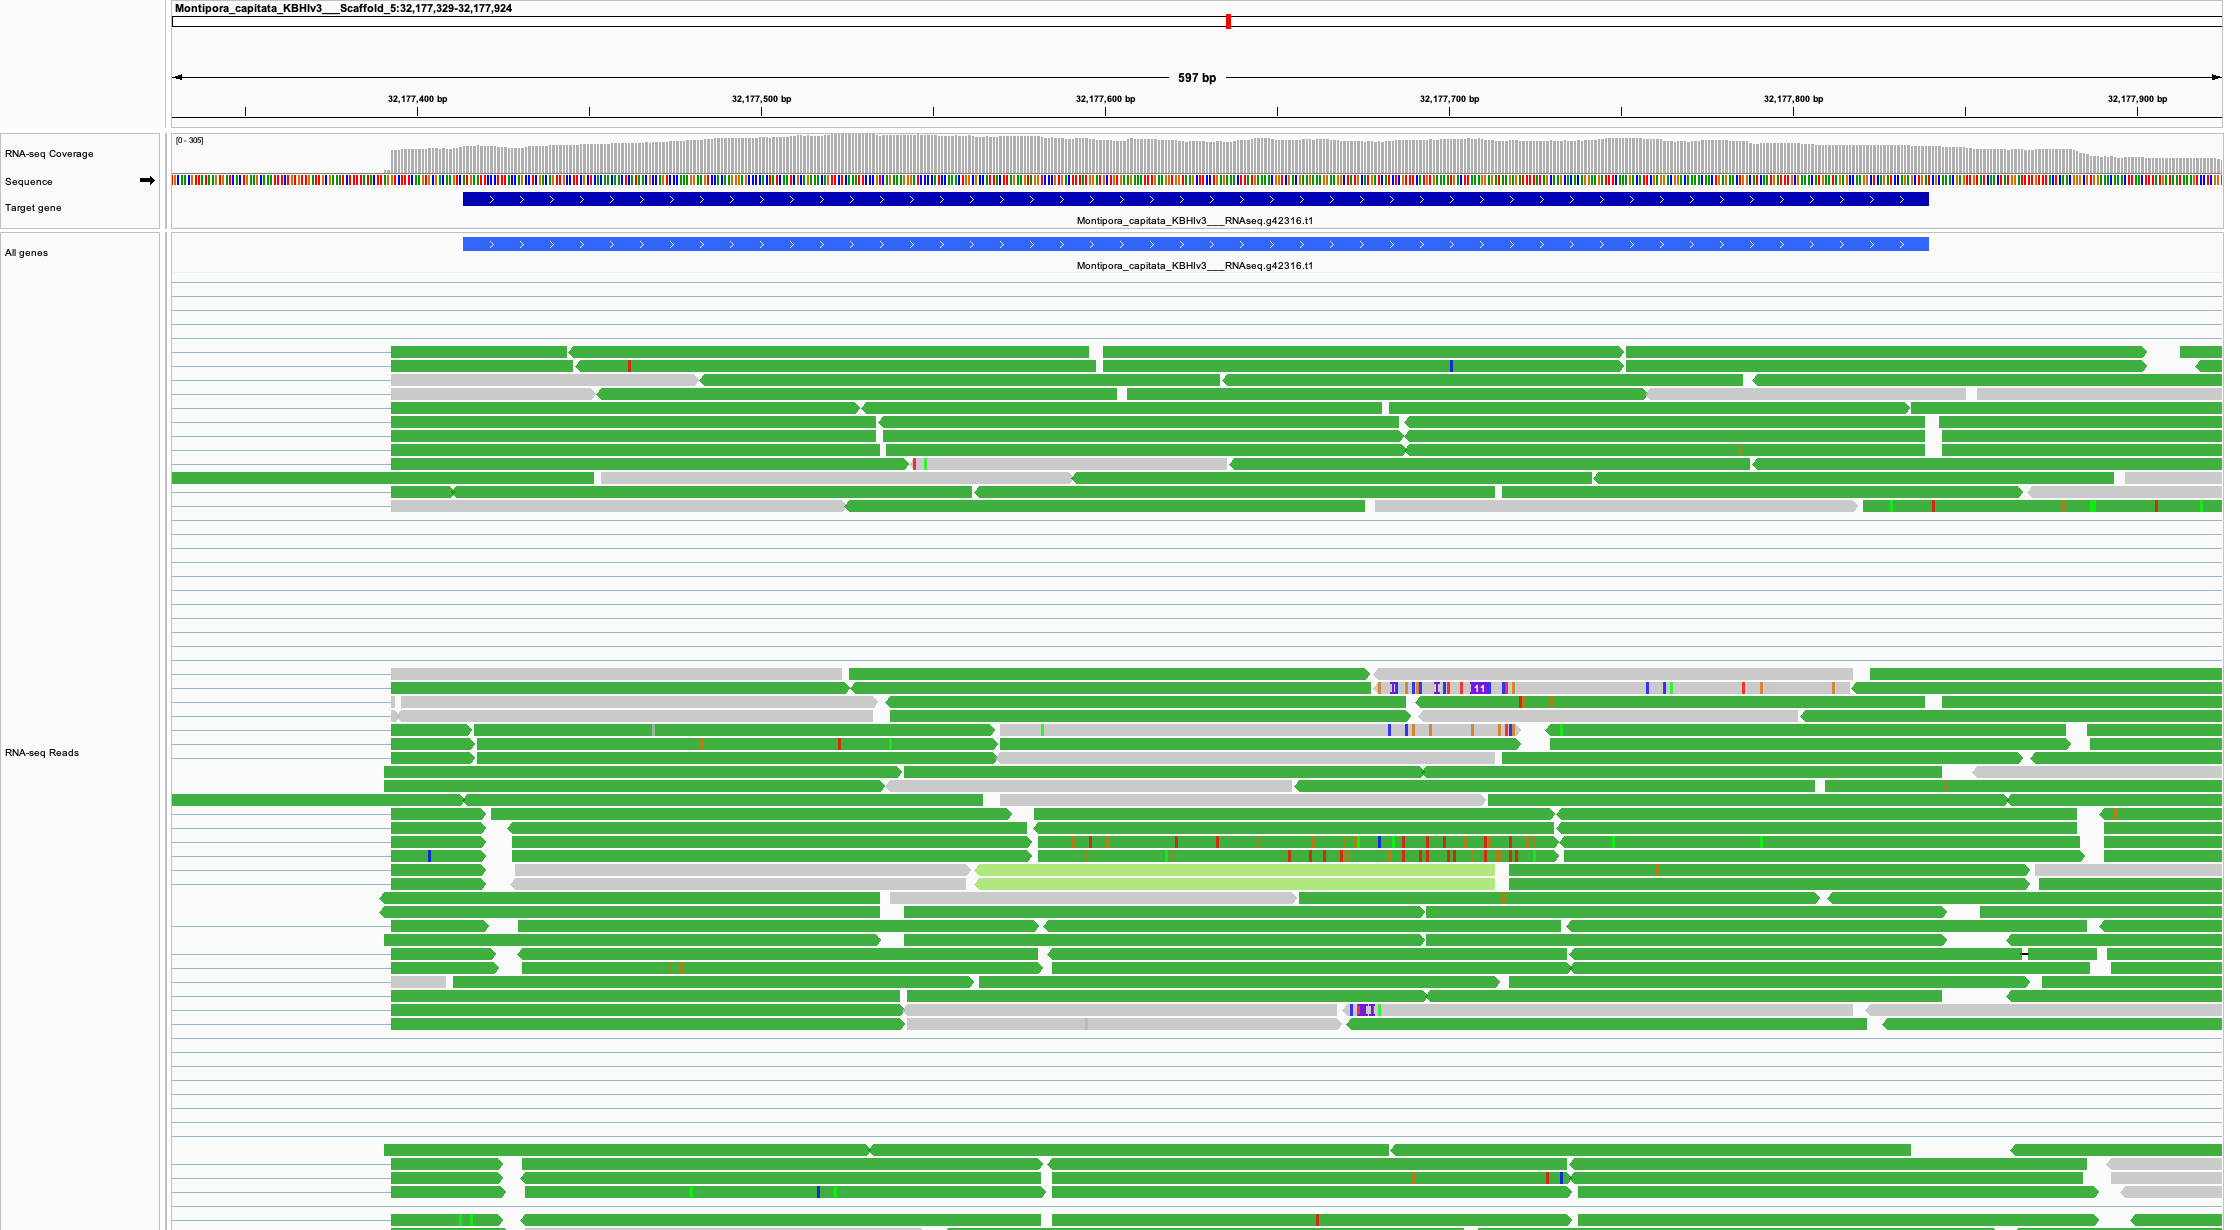 Montipora_capitata_KBHIv3___Scaffold_5:32,177,329-32,177,924
597 bp
32,177,400 bp 32,177,500 bp 32,177,600 bp 32,177,700 bp 32,177,800 bp 32,177,900 bp
RNA-seq Coverage
[0 - 305]
Sequence
Target gene
Montipora_capitata_KBHIv3___RNAseq.g42316.t1
All genes
Montipora_capitata_KBHIv3___RNAseq.g42316.t1
11
RNA-seq Reads